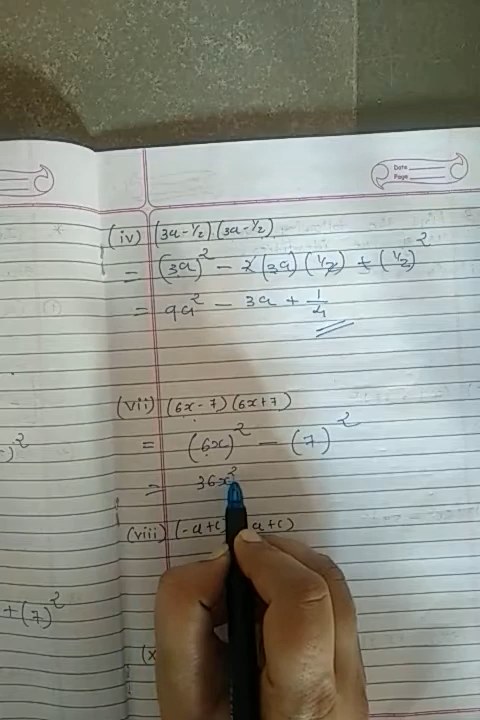 Date
Page
(iv) (3a-1/2) (3a-1/2)
= (3a)² - 2(3a)(1/2) + (1/2)²
= 9a² - 3a + 1/4
(vii) (6x-7)(6x+7)
= (6x)² - (7)²
= 36x²
(viii) (-a+c) a+c)
+(7)²
)²
(x